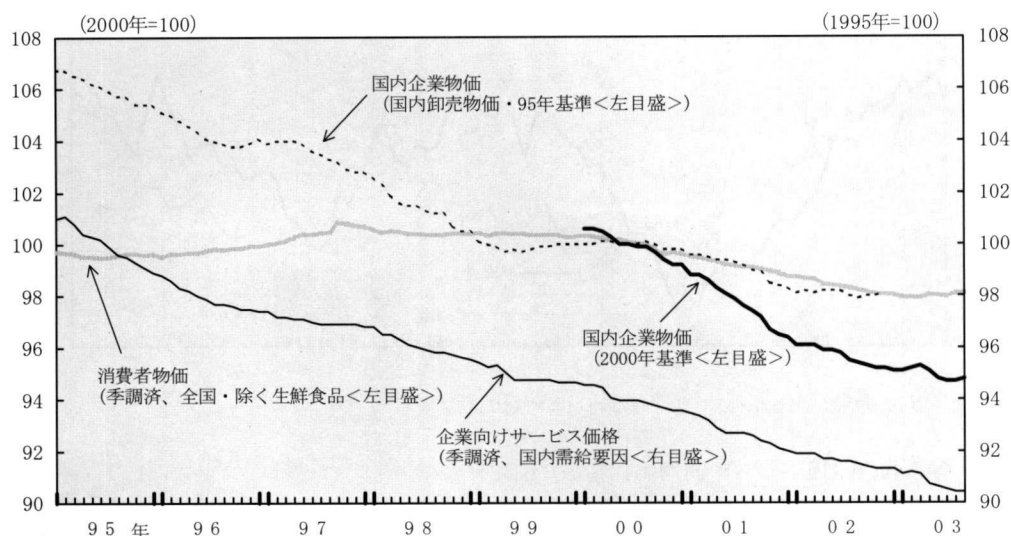 (2000年=100)
(1995年=100)
108
106
104
102
100
98
96
94
92
90
108
106
104
102
100
98
96
94
92
90
国内企業物価
(国内卸売物価・95年基準<左目盛>)
国内企業物価
(2000年基準<左目盛>)
消費者物価
(季調済、全国・除く生鮮食品<左目盛>)
企業向けサービス価格
(季調済、国内需給要因<右目盛>)
95年 96 97 98 99 00 01 02 03